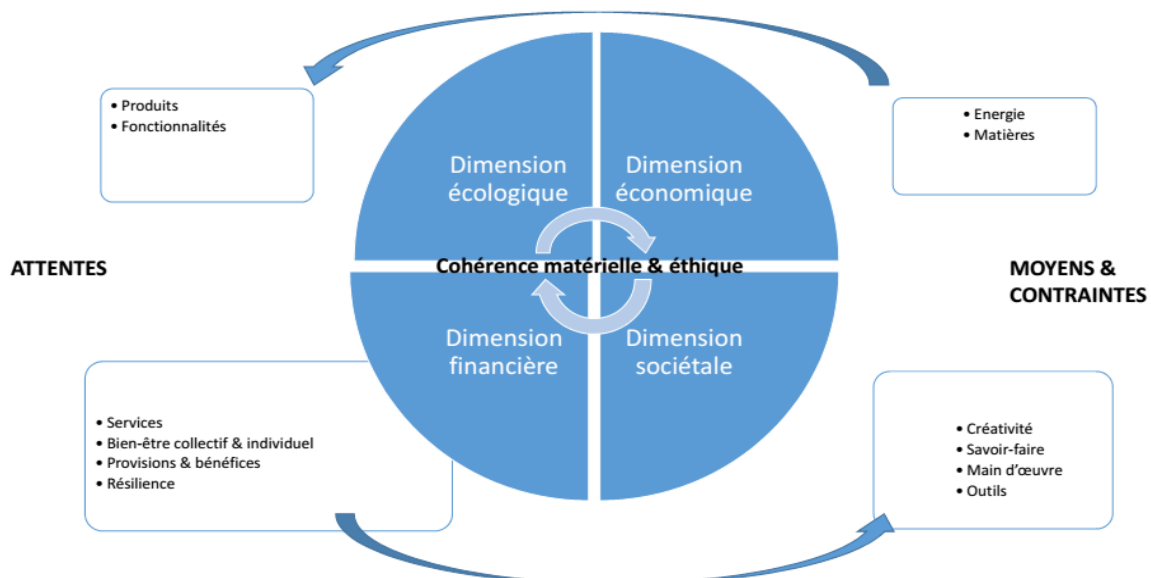 • Produits
• Fonctionnalités
• Energie
• Matières
Dimension
écologique
Dimension
économique
ATTENTES
Cohérence matérielle & éthique
MOYENS &
CONTRAINTES
Dimension
financière
Dimension
sociétale
• Services
• Bien-être collectif & individuel
• Provisions & bénéfices
• Résilience
• Créativité
• Savoir-faire
• Main d'œuvre
• Outils